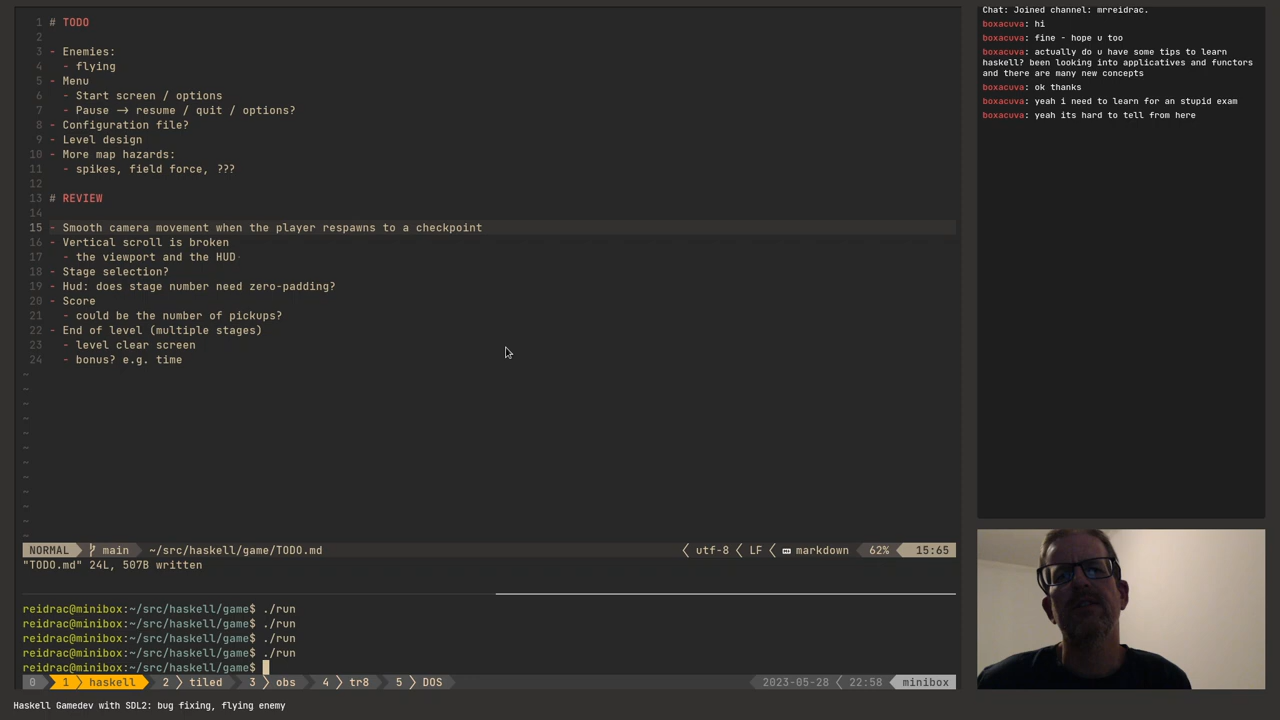 1 # TODO
2
3 - Enemies:
4   - flying
5 - Menu
6   - Start screen / options
7   - Pause → resume / quit / options?
8 - Configuration file?
9 - Level design
10 - More map hazards:
11   - spikes, field force, ???
12
13 # REVIEW
14
15 - Smooth camera movement when the player respawns to a checkpoint
16 - Vertical scroll is broken
17   - the viewport and the HUD·
18 - Stage selection?
19 - Hud: does stage number need zero-padding?
20 - Score
21   - could be the number of pickups?
22 - End of level (multiple stages)
23   - level clear screen
24   - bonus? e.g. time
~
~
~
~
~
~
~
~
~
~
~
~
NORMAL main ~/src/haskell/game/TODO.md utf-8 LF markdown 62% 15:65
"TODO.md" 24L, 507B written
reidrac@minibox:~/src/haskell/game$ ./run
reidrac@minibox:~/src/haskell/game$ ./run
reidrac@minibox:~/src/haskell/game$ ./run
reidrac@minibox:~/src/haskell/game$ ./run
reidrac@minibox:~/src/haskell/game$
0 1 haskell 2 tiled 3 obs 4 tr8 5 DOS 2023-05-28 22:58 minibox
Haskell Gamedev with SDL2: bug fixing, flying enemy
Chat: Joined channel: mrreidrac.
boxacuva: hi
boxacuva: fine - hope u too
boxacuva: actually do u have some tips to learn
haskell? been looking into applicatives and functors
and there are many new concepts
boxacuva: ok thanks
boxacuva: yeah i need to learn for an stupid exam
boxacuva: yeah its hard to tell from here